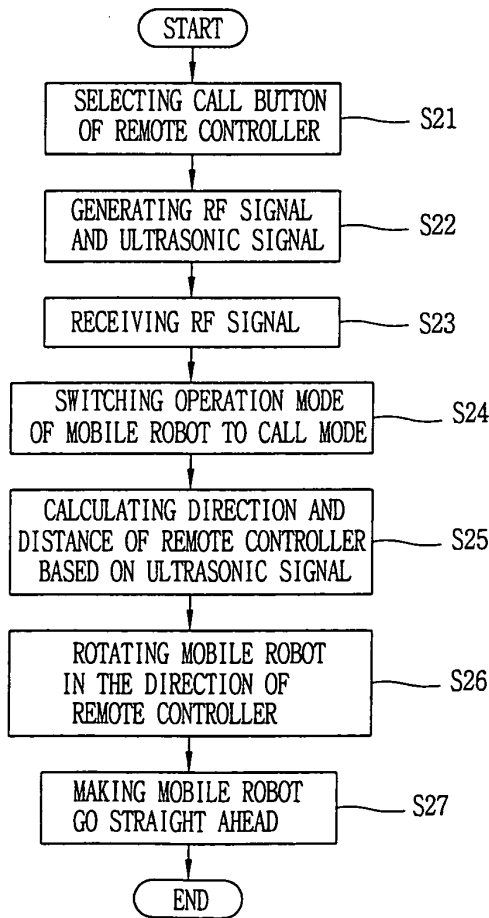 START
SELECTING CALL BUTTON
OF REMOTE CONTROLLER
S21
GENERATING RF SIGNAL
AND ULTRASONIC SIGNAL
S22
RECEIVING RF SIGNAL
S23
SWITCHING OPERATION MODE
OF MOBILE ROBOT TO CALL MODE
S24
CALCULATING DIRECTION AND
DISTANCE OF REMOTE CONTROLLER
BASED ON ULTRASONIC SIGNAL
S25
ROTATING MOBILE ROBOT
IN THE DIRECTION OF
REMOTE CONTROLLER
S26
MAKING MOBILE ROBOT
GO STRAIGHT AHEAD
S27
END